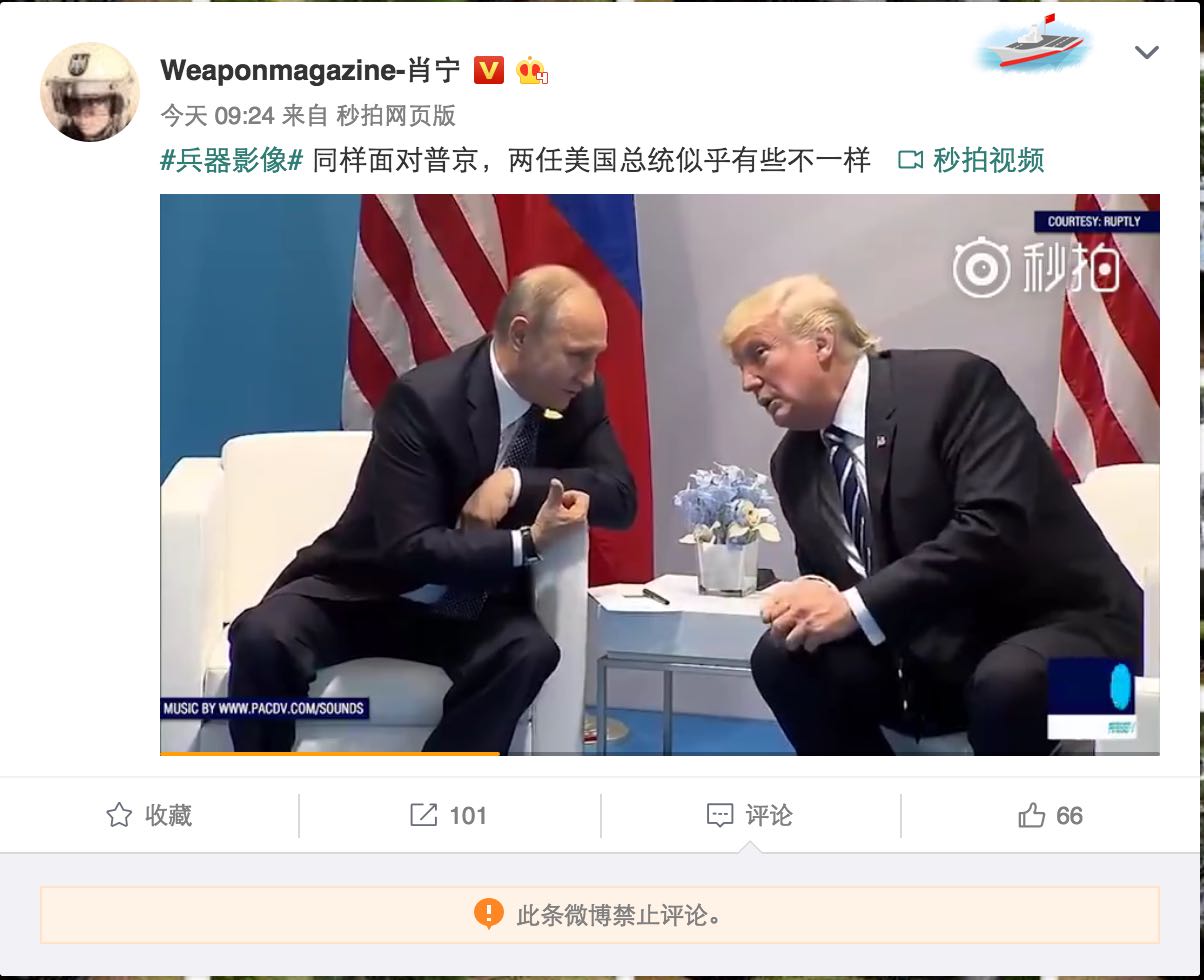 Weaponmagazine-肖宁 V 4
今天 09:24 来自 秒拍网页版
#兵器影像# 同样面对普京，两任美国总统似乎有些不一样 秒拍视频
COURTESY: RUPTLY
秒拍
MUSIC BY WWW.PACDV.COM/SOUNDS
收藏 101 评论 66
此条微博禁止评论。